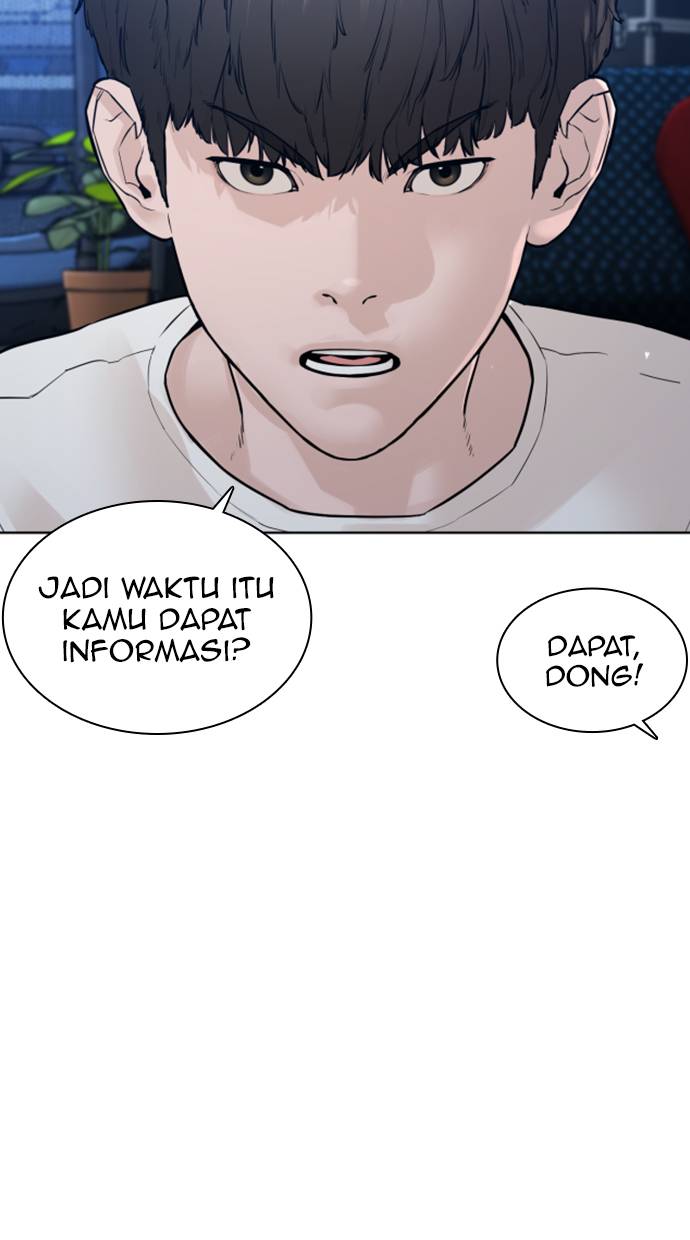 JADI WAKTU ITU
KAMU DAPAT
INFORMASI?
DAPAT,
DONG!